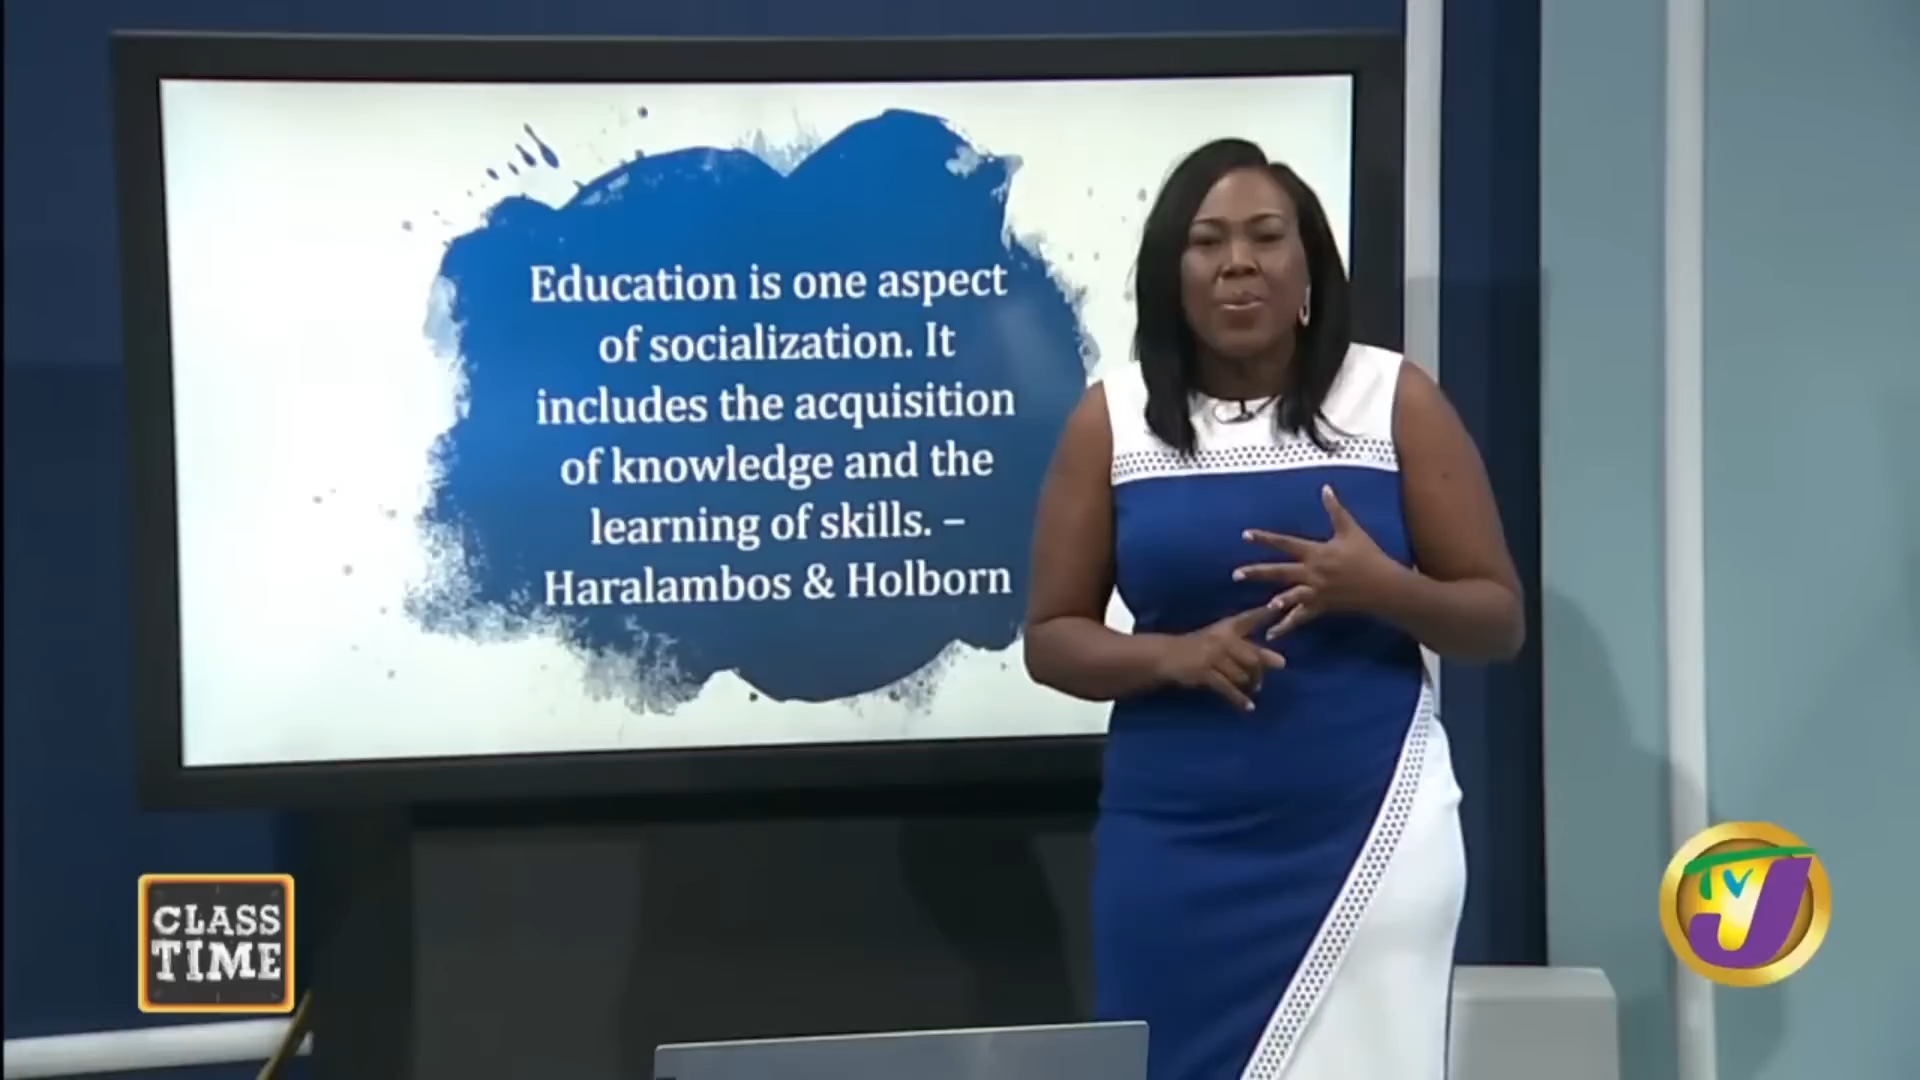 Education is one aspect
of socialization. It
includes the acquisition
of knowledge and the
learning of skills. –
Haralambos & Holborn
CLASS
TIME
TVJ